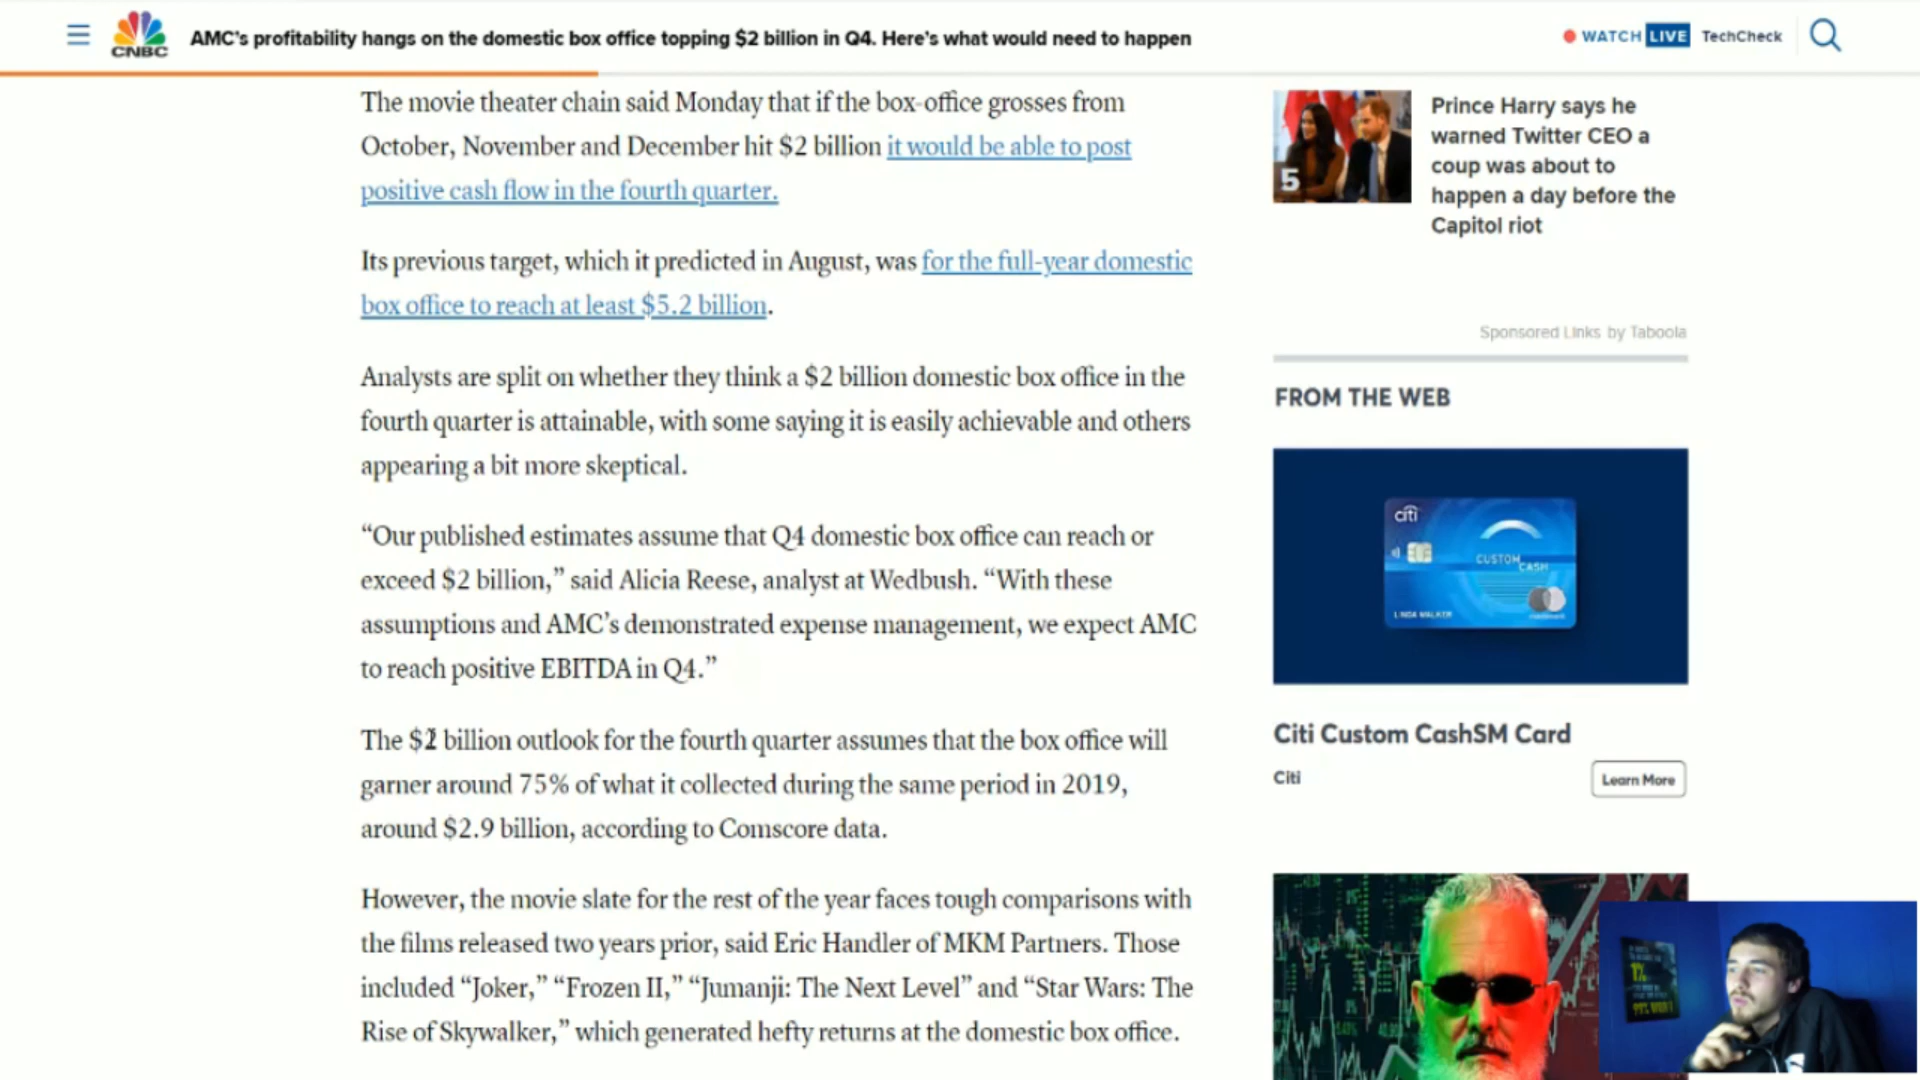 CNBC
AMC's profitability hangs on the domestic box office topping $2 billion in Q4. Here's what would need to happen
WATCH LIVE TechCheck
The movie theater chain said Monday that if the box-office grosses from
October, November and December hit $2 billion it would be able to post
positive cash flow in the fourth quarter.
Its previous target, which it predicted in August, was for the full-year domestic
box office to reach at least $5.2 billion.
Analysts are split on whether they think a $2 billion domestic box office in the
fourth quarter is attainable, with some saying it is easily achievable and others
appearing a bit more skeptical.
“Our published estimates assume that Q4 domestic box office can reach or
exceed $2 billion,” said Alicia Reese, analyst at Wedbush. “With these
assumptions and AMC’s demonstrated expense management, we expect AMC
to reach positive EBITDA in Q4.”
The $2 billion outlook for the fourth quarter assumes that the box office will
garner around 75% of what it collected during the same period in 2019,
around $2.9 billion, according to Comscore data.
However, the movie slate for the rest of the year faces tough comparisons with
the films released two years prior, said Eric Handler of MKM Partners. Those
included “Joker,” “Frozen II,” “Jumanji: The Next Level” and “Star Wars: The
Rise of Skywalker,” which generated hefty returns at the domestic box office.
5
Prince Harry says he
warned Twitter CEO a
coup was about to
happen a day before the
Capitol riot
Sponsored Links by Taboola
FROM THE WEB
citi
CUSTOM
CASH
LINDA WALKER
Citi Custom CashSM Card
Citi
Learn More
1%
99% WON'T